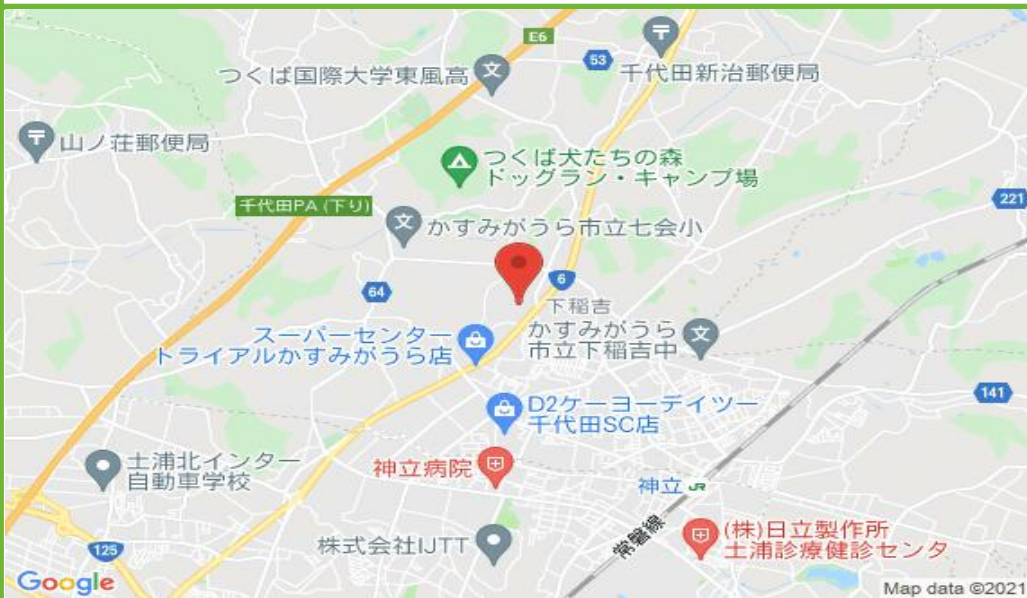 E6
つくば国際大学東風高
53
千代田新治郵便局
山ノ荘郵便局
つくば犬たちの森
ドッグラン・キャンプ場
千代田PA (下り)
221
かすみがうら市立七会小
6
64
下稲吉
スーパーセンター
トライアルかすみがうら店
かすみがうら
市立下稲吉中
141
D2ケーヨーデイツー
千代田SC店
土浦北インター
自動車学校
神立病院
神立 JR
常磐線
(株)日立製作所
土浦診療健診センタ
株式会社IJTT
125
Google
Map data ©2021